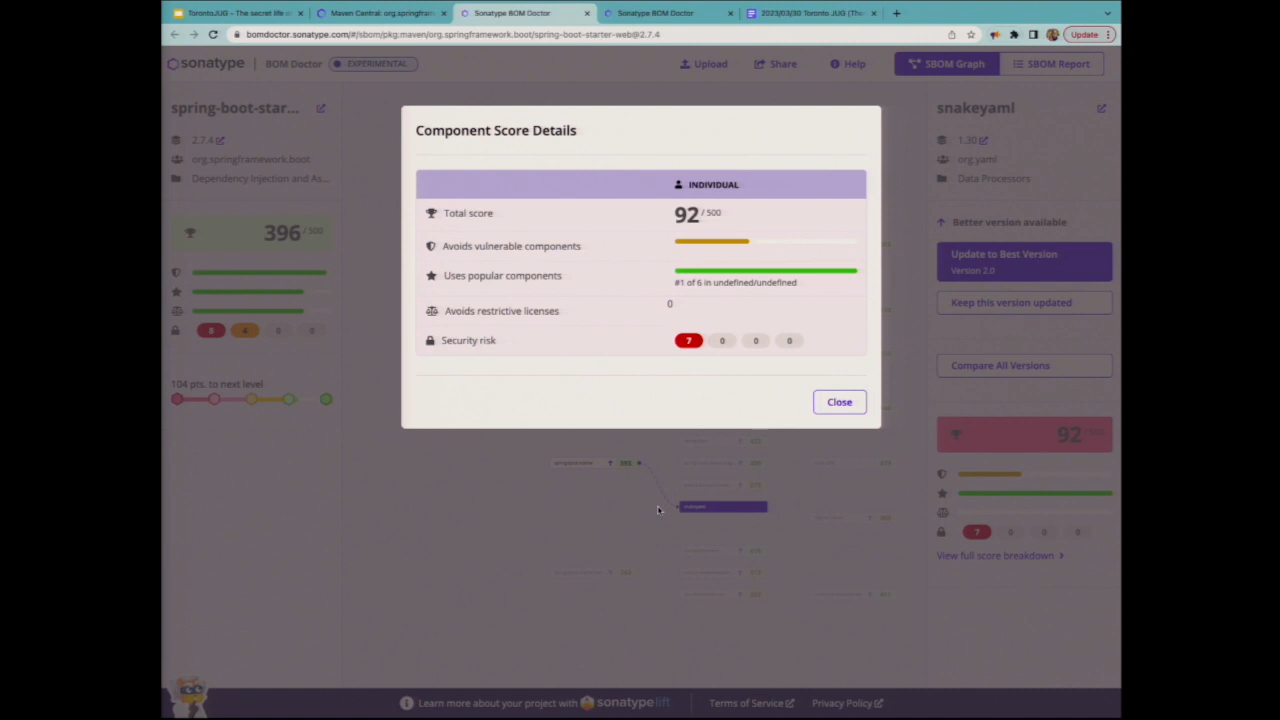 TorontoJUG - The secret life o
Maven Central: org.springfram
Sonatype BOM Doctor
Sonatype BOM Doctor
2023/03/30 Toronto JUG (Thi
bomdoctor.sonatype.com/#/sbom/pkg:maven/org.springframework.boot/spring-boot-starter-web@2.7.4
Update
sonatype
BOM Doctor
EXPERIMENTAL
Upload
Share
Help
SBOM Graph
SBOM Report
spring-boot-star...
2.7.4
org.springframework.boot
Dependency Injection and As...
396 / 500
8 4 0 0
104 pts. to next level
Component Score Details
INDIVIDUAL
Total score
92 / 500
Avoids vulnerable components
Uses popular components
#1 of 6 in undefined/undefined
Avoids restrictive licenses
0
Security risk
7 0 0 0
Close
snakeyaml
1.30
org.yaml
Data Processors
Better version available
Update to Best Version
Version 2.0
Keep this version updated
Compare All Versions
92 / 500
7 0 0 0
View full score breakdown
Learn more about your project with sonatype lift
Terms of Service
Privacy Policy